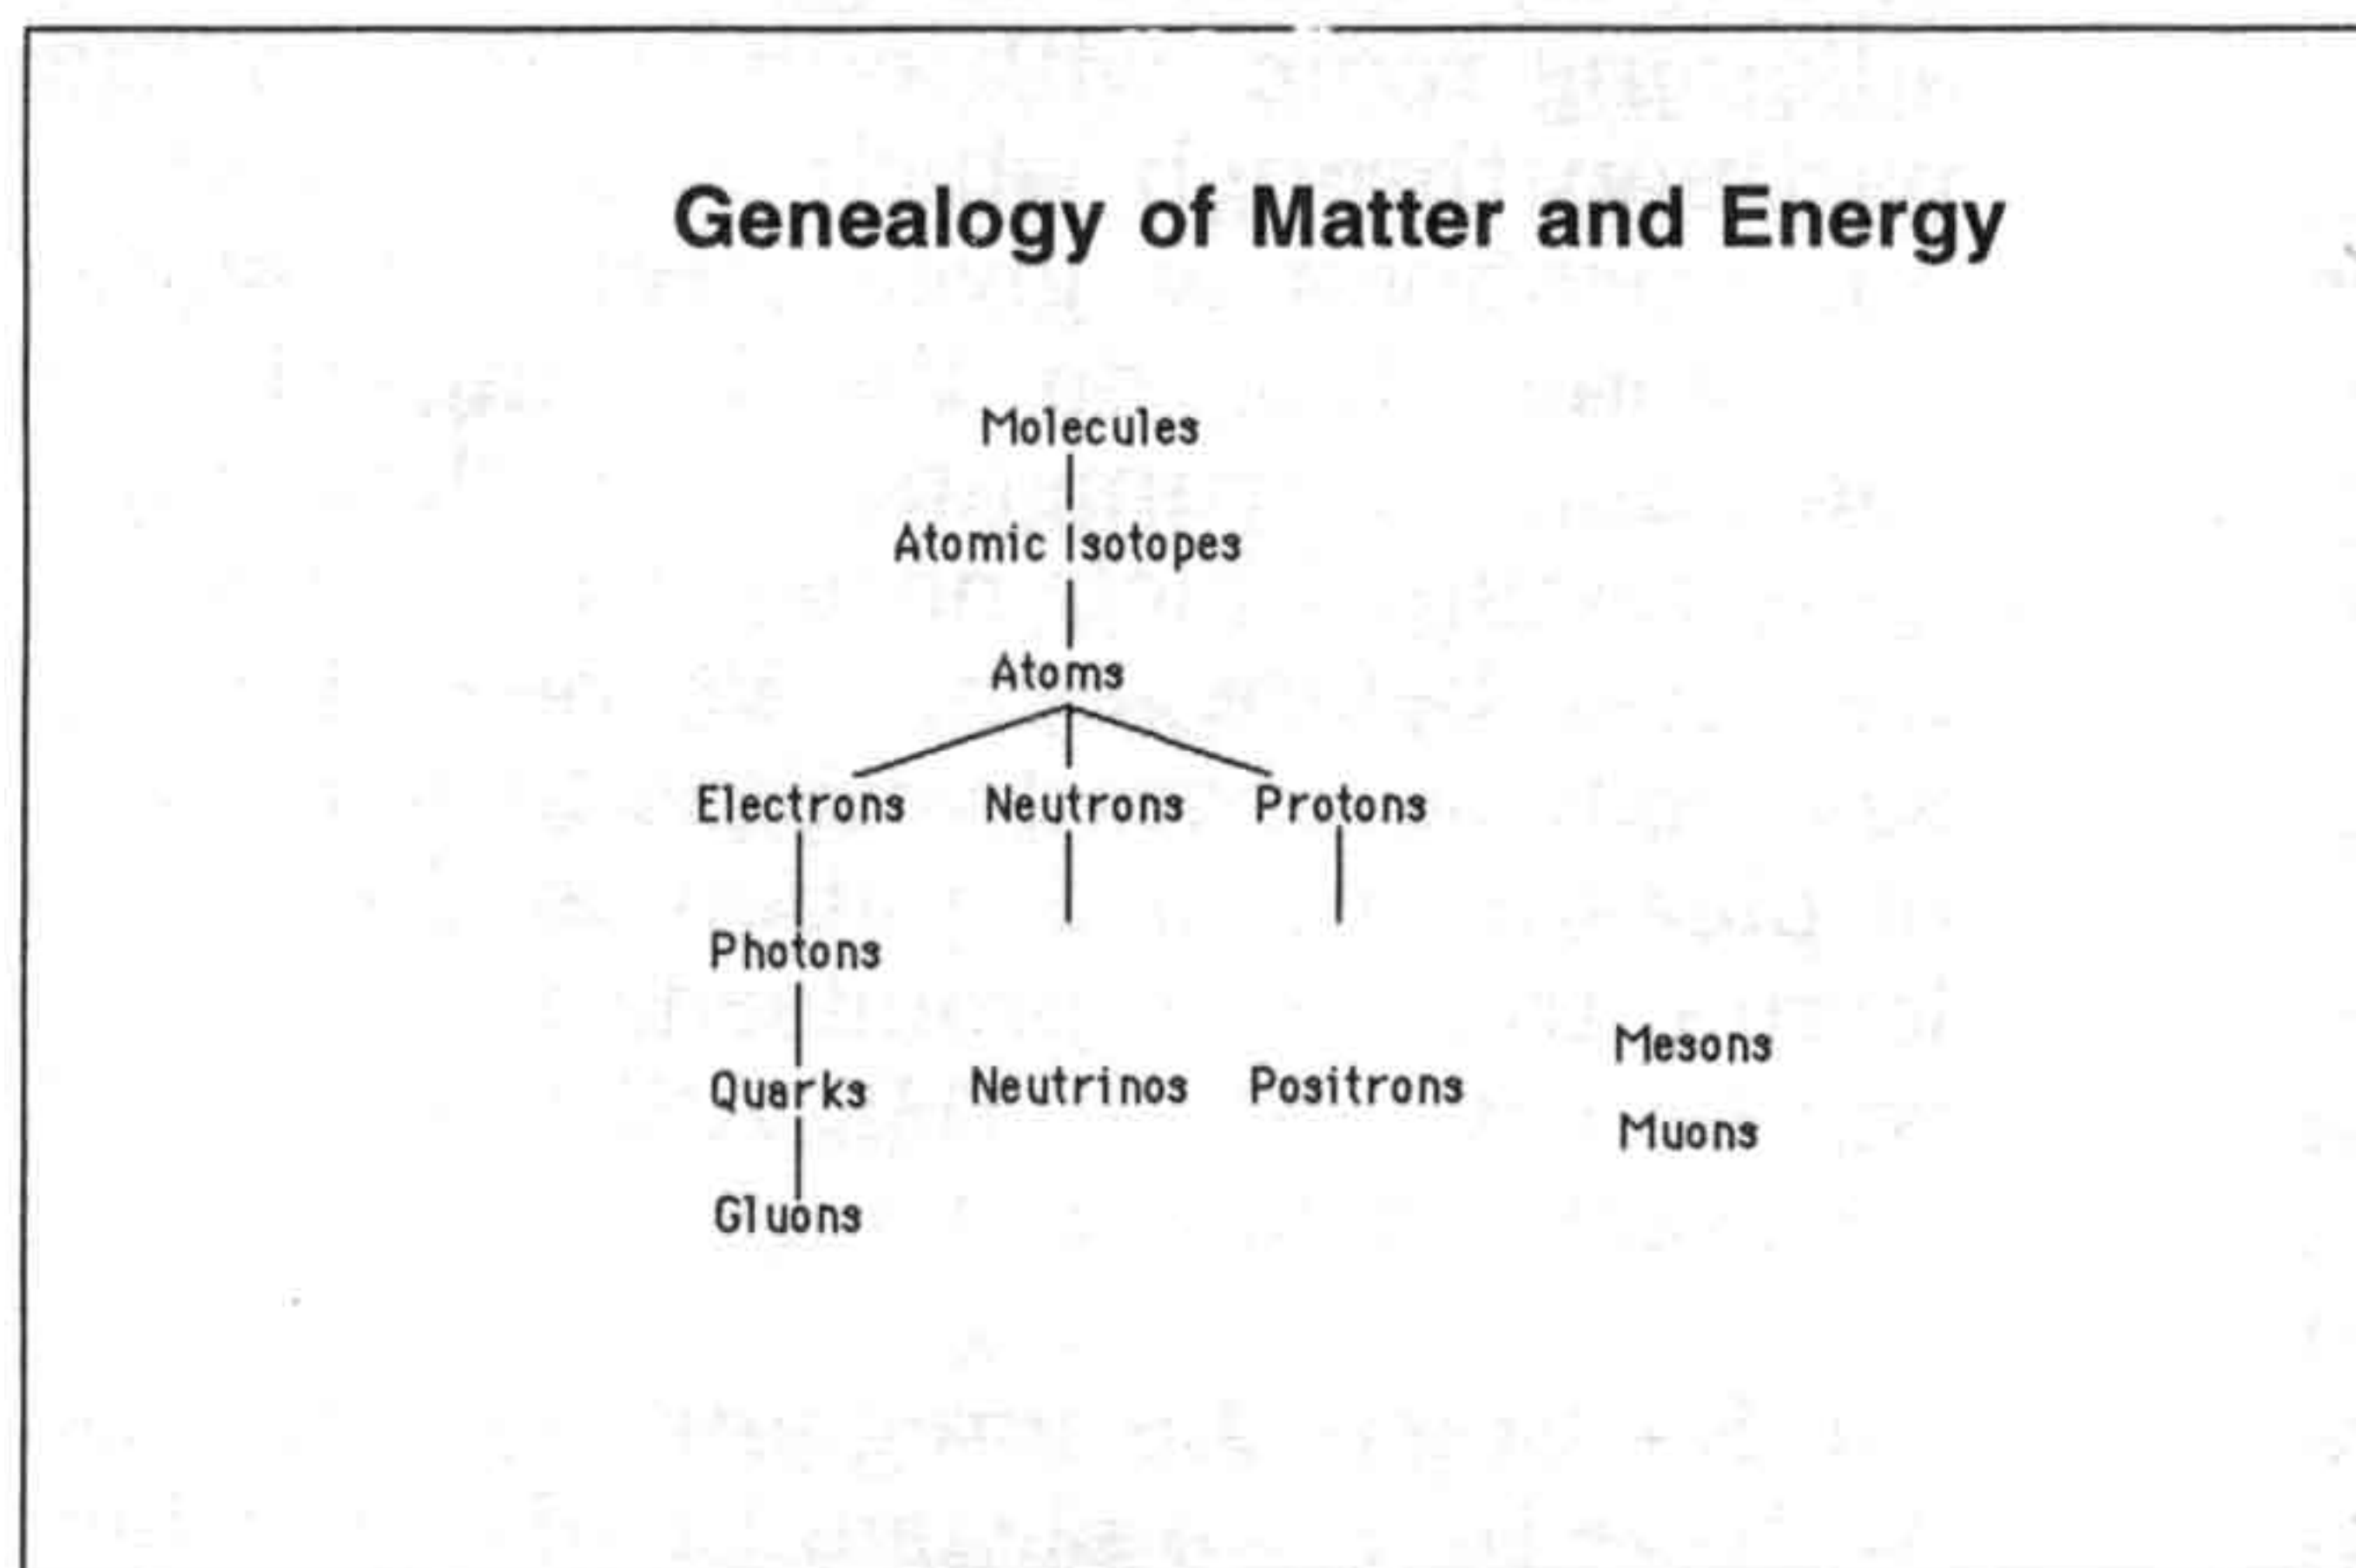 Genealogy of Matter and Energy
Molecules
Atomic Isotopes
Atoms
Electrons Neutrons Protons
Photons
Mesons
Quarks Neutrinos Positrons
Muons
Gluons